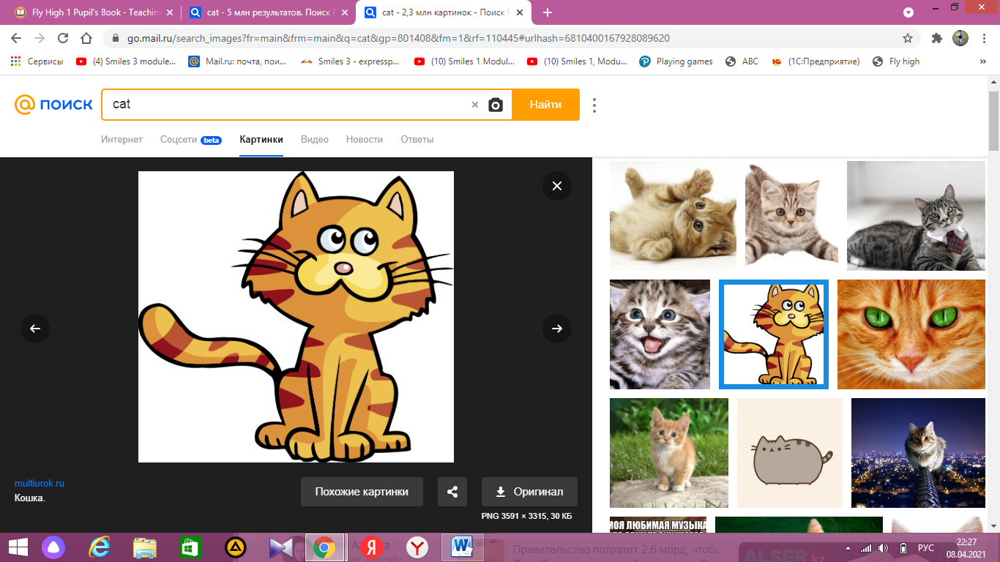 Fly High 1 Pupil's Book - Teachin
cat - 5 млн результатов. Поиск
cat - 2,3 млн картинок - Поиск
go.mail.ru/search_images?fr=main&frm=main&q=cat&gp=801408&fm=1&rf=110445#urlhash=6810400167928089620
Сервисы
(4) Smiles 3 module...
Mail.ru: почта, пои...
Smiles 3 - expressp...
(10) Smiles 1 Modul...
(10) Smiles 1, Modu...
Playing games
ABC
(1С:Предприятие)
Fly high
»
ПОИСК
cat
Найти
Интернет
Соцсети beta
Картинки
Видео
Новости
Ответы
multiurok.ru
Кошка.
Похожие картинки
Оригинал
PNG 3591 × 3315, 30 КБ
МОЯ ЛЮБИМАЯ МУЗЫКА
Правительство потратит 2,6 млрд, чтобы
ALSER.kz
РУС
22:27
08.04.2021